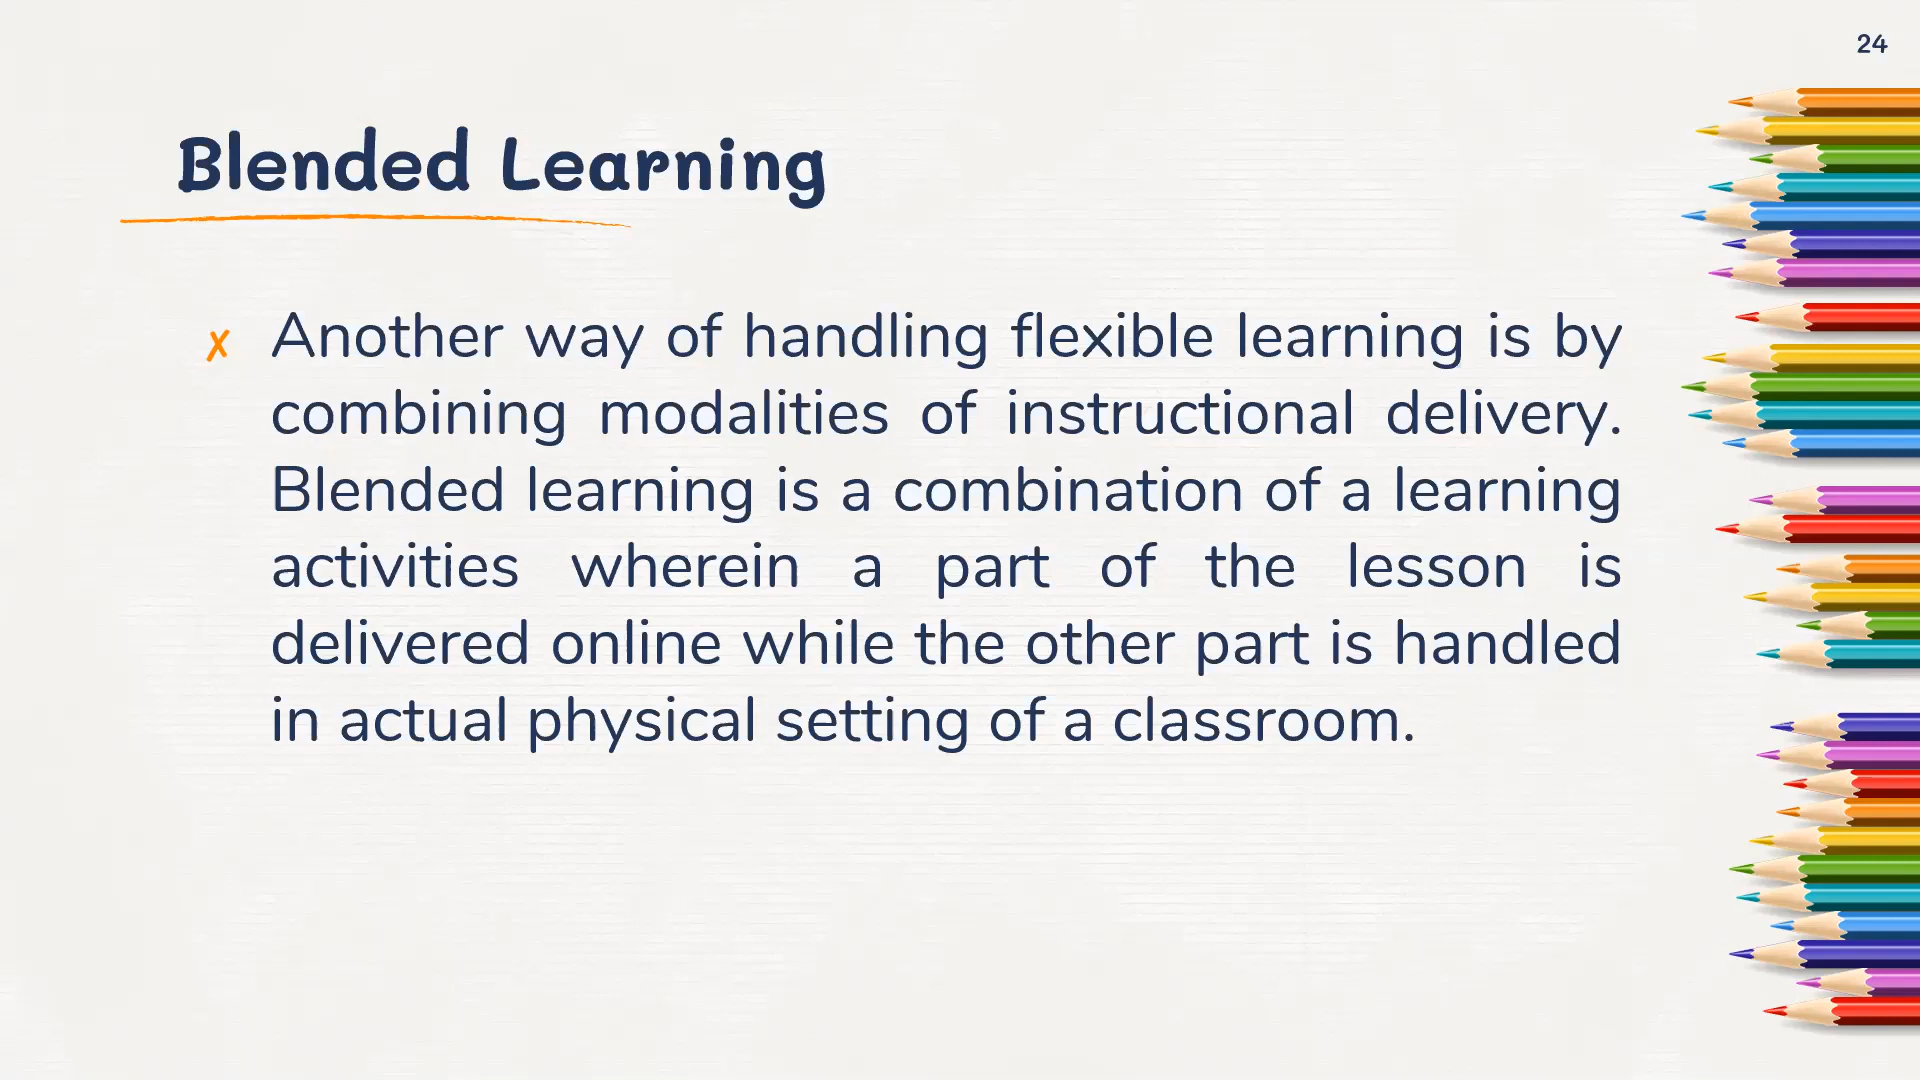 24
Blended Learning
✗ Another way of handling flexible learning is by
combining modalities of instructional delivery.
Blended learning is a combination of a learning
activities wherein a part of the lesson is
delivered online while the other part is handled
in actual physical setting of a classroom.